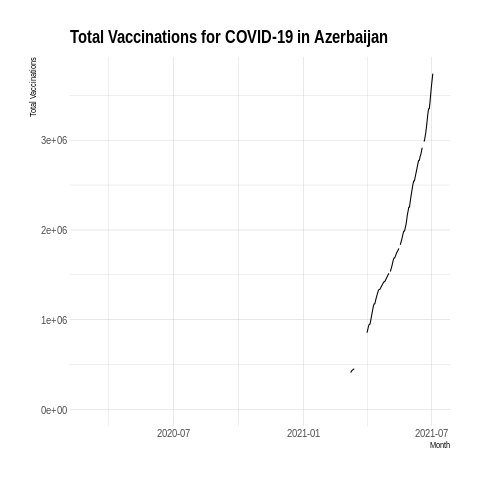 Total Vaccinations for COVID-19 in Azerbaijan
Total Vaccinations
3e+06
2e+06
1e+06
0e+00
2020-07 2021-01 2021-07
Month